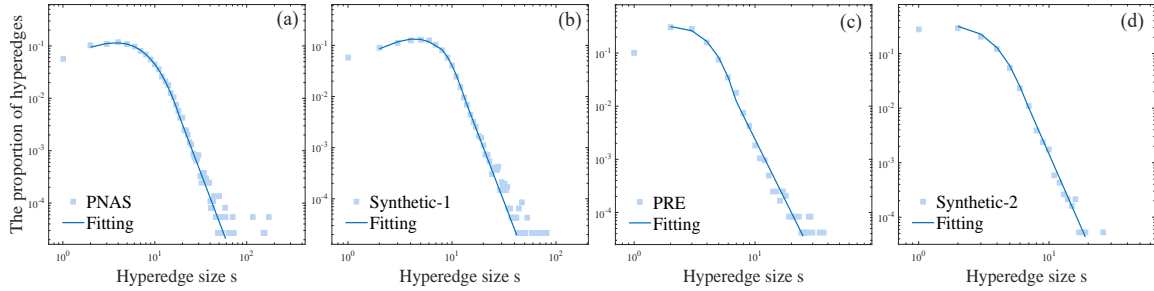 The proportion of hyperedges
(a)
10⁻¹
10⁻²
10⁻³
10⁻⁴
PNAS
Fitting
10⁰
10¹
10²
Hyperedge size s
(b)
10⁻¹
10⁻²
10⁻³
10⁻⁴
Synthetic-1
Fitting
10⁰
10¹
10²
Hyperedge size s
(c)
10⁻¹
10⁻²
10⁻³
10⁻⁴
PRE
Fitting
10⁰
10¹
Hyperedge size s
(d)
10⁻¹
10⁻²
10⁻³
10⁻⁴
Synthetic-2
Fitting
10⁰
10¹
Hyperedge size s